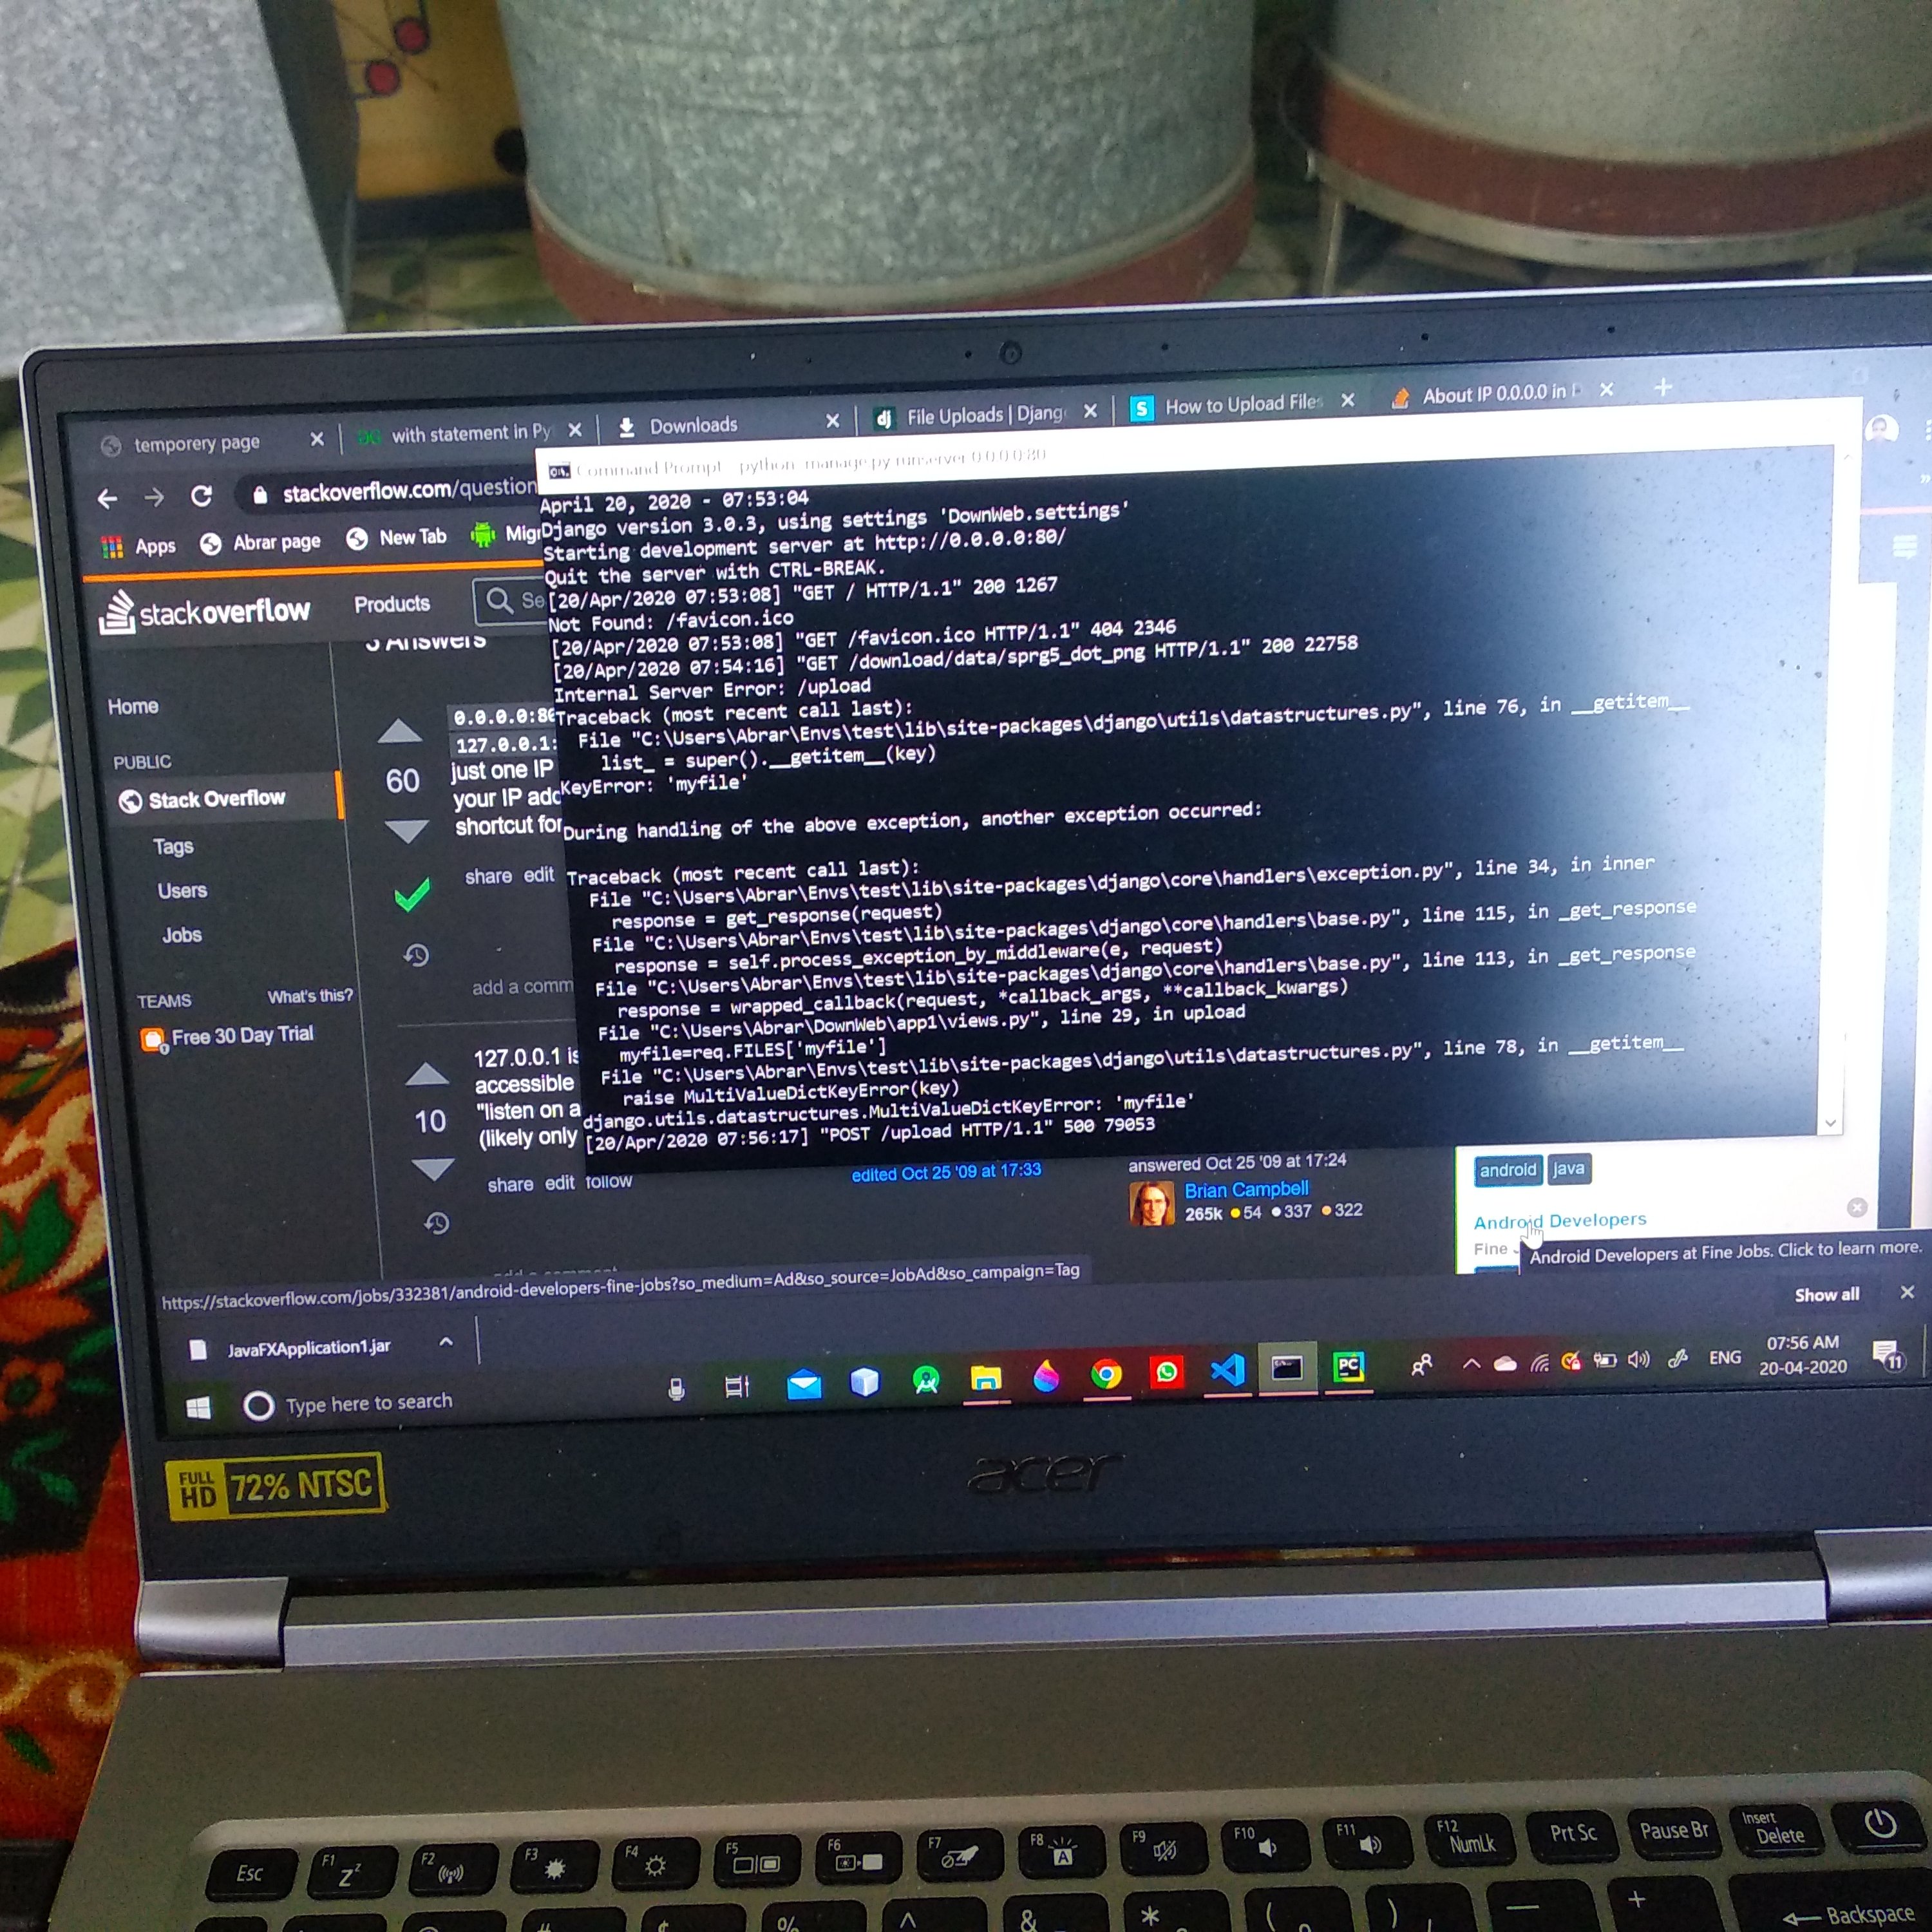 temporery page
with statement in Py
Downloads
dj File Uploads | Djang
S How to Upload Files
About IP 0.0.0.0 in
stackoverflow.com/question
Apps
Abrar page
New Tab
Migr
stackoverflow
Products
Se
Answers
Home
PUBLIC
Stack Overflow
Tags
Users
Jobs
TEAMS
What's this?
Free 30 Day Trial
60
0.0.0.0:80
127.0.0.1:
just one IP
your IP add
shortcut for
share edit
add a comm
10
127.0.0.1 is
accessible
"listen on a
(likely only
share edit follow
edited Oct 25 '09 at 17:33
answered Oct 25 '09 at 17:24
Brian Campbell
265k 54 337 322
Command Prompt - python manage.py runserver 0.0.0.0:80
April 20, 2020 - 07:53:04
Django version 3.0.3, using settings 'DownWeb.settings'
Starting development server at http://0.0.0.0:80/
Quit the server with CTRL-BREAK.
[20/Apr/2020 07:53:08] "GET / HTTP/1.1" 200 1267
Not Found: /favicon.ico
[20/Apr/2020 07:53:08] "GET /favicon.ico HTTP/1.1" 404 2346
[20/Apr/2020 07:54:16] "GET /download/data/sprg5_dot_png HTTP/1.1" 200 22758
Internal Server Error: /upload
Traceback (most recent call last):
File "C:\Users\Abrar\Envs\test\lib\site-packages\django\utils\datastructures.py", line 76, in __getitem__
list_ = super().__getitem__(key)
KeyError: 'myfile'
During handling of the above exception, another exception occurred:
Traceback (most recent call last):
File "C:\Users\Abrar\Envs\test\lib\site-packages\django\core\handlers\exception.py", line 34, in inner
response = get_response(request)
File "C:\Users\Abrar\Envs\test\lib\site-packages\django\core\handlers\base.py", line 115, in _get_response
response = self.process_exception_by_middleware(e, request)
File "C:\Users\Abrar\Envs\test\lib\site-packages\django\core\handlers\base.py", line 113, in _get_response
response = wrapped_callback(request, *callback_args, **callback_kwargs)
File "C:\Users\Abrar\DownWeb\app1\views.py", line 29, in upload
myfile=req.FILES['myfile']
File "C:\Users\Abrar\Envs\test\lib\site-packages\django\utils\datastructures.py", line 78, in __getitem__
raise MultiValueDictKeyError(key)
django.utils.datastructures.MultiValueDictKeyError: 'myfile'
[20/Apr/2020 07:56:17] "POST /upload HTTP/1.1" 500 79053
android java
Android Developers
Fine
Android Developers at Fine Jobs. Click to learn more.
https://stackoverflow.com/jobs/332381/android-developers-fine-jobs?so_medium=Ad&so_source=JobAd&so_campaign=Tag
JavaFXApplication1.jar
Show all
Type here to search
PC
ENG
07:56 AM
20-04-2020
11
FULL HD 72% NTSC
acer
Esc
F1 Zz
F2
F3
F4
F5
F6
F7
F8 A
F9
F10
F11
F12 NumLk
Prt Sc
Pause Br
Insert Delete
% ^ & * ( ) — +
Backspace